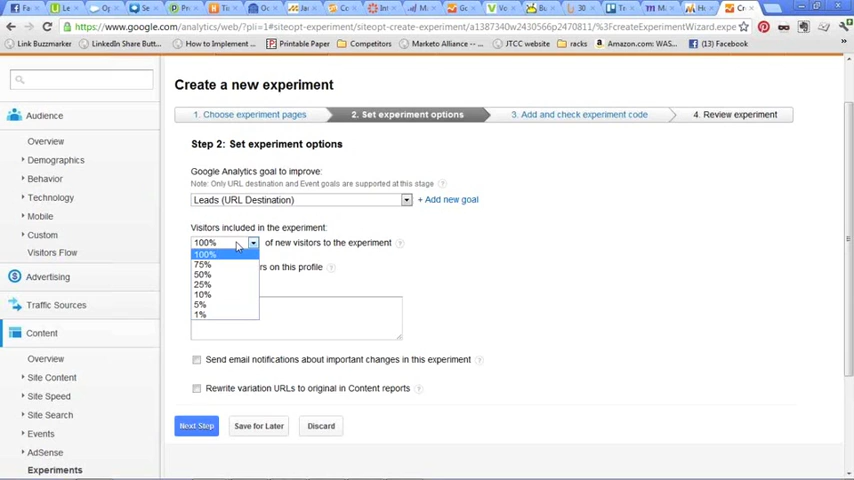 https://www.google.com/analytics/web/?pli=1#siteopt-experiment/siteopt-create-experiment/a1387340w2430566p2470811/%3FcreateExperimentWizard.expe
Link Buzzmarker LinkedIn Share Butt... How to Implement ... Printable Paper Competitors Marketo Alliance -- ... JTCC website racks Amazon.com: WAS... (13) Facebook
Create a new experiment
1. Choose experiment pages 2. Set experiment options 3. Add and check experiment code 4. Review experiment
Audience
Overview
Demographics
Behavior
Technology
Mobile
Custom
Visitors Flow
Advertising
Traffic Sources
Content
Overview
Site Content
Site Speed
Site Search
Events
AdSense
Experiments
Step 2: Set experiment options
Google Analytics goal to improve:
Note: Only URL destination and Event goals are supported at this stage ?
Leads (URL Destination) + Add new goal
Visitors included in the experiment:
100% of new visitors to the experiment ?
100%
75%
rs on this profile ?
50%
25%
10%
5%
1%
Send email notifications about important changes in this experiment ?
Rewrite variation URLs to original in Content reports ?
Next Step Save for Later Discard